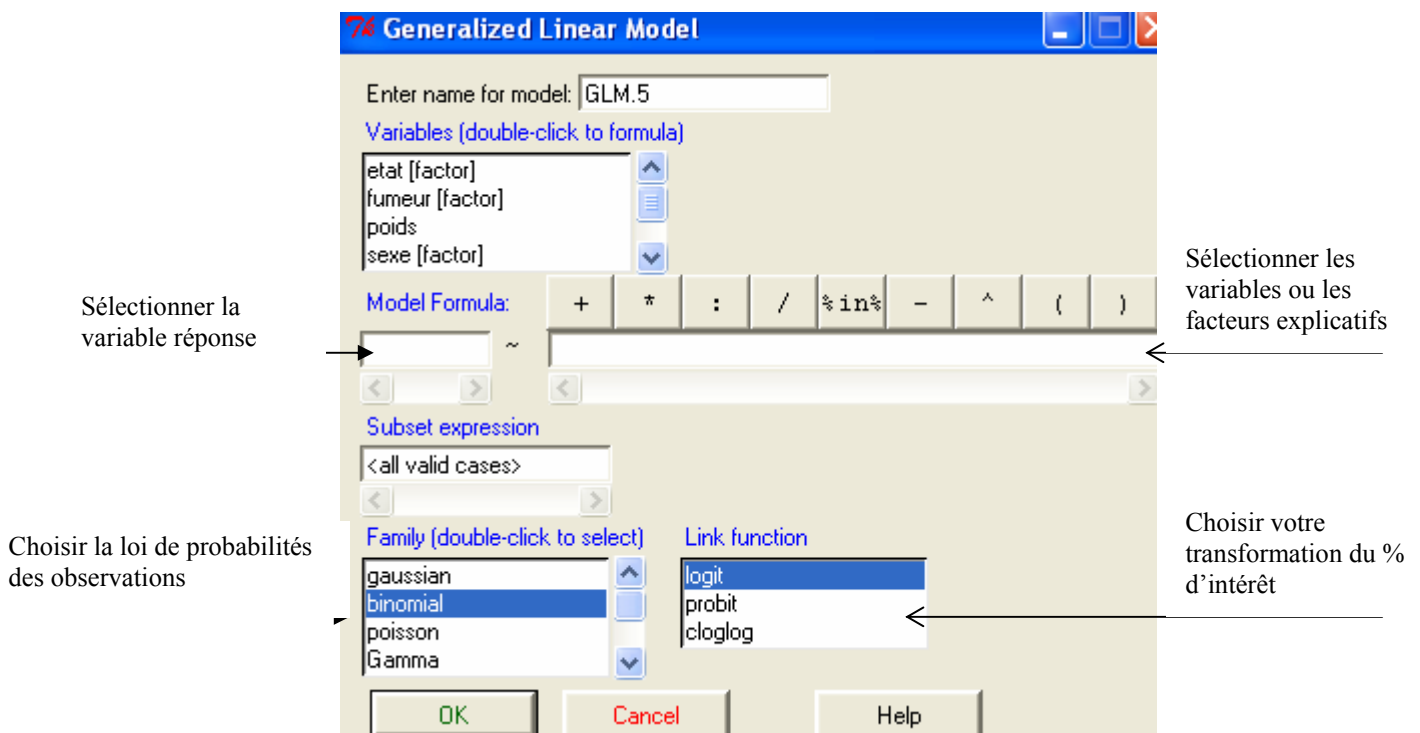 Generalized Linear Model
Enter name for model: GLM.5
Variables (double-click to formula)
etat [factor]
fumeur [factor]
poids
sexe [factor]
Sélectionner la
variable réponse
Model Formula: + * : / %in% - ^ ( )
~
Sélectionner les
variables ou les
facteurs explicatifs
Subset expression
<all valid cases>
Choisir la loi de probabilités
des observations
Family (double-click to select)
gaussian
binomial
poisson
Gamma
Link function
logit
probit
cloglog
Choisir votre
transformation du %
d’intérêt
OK Cancel Help